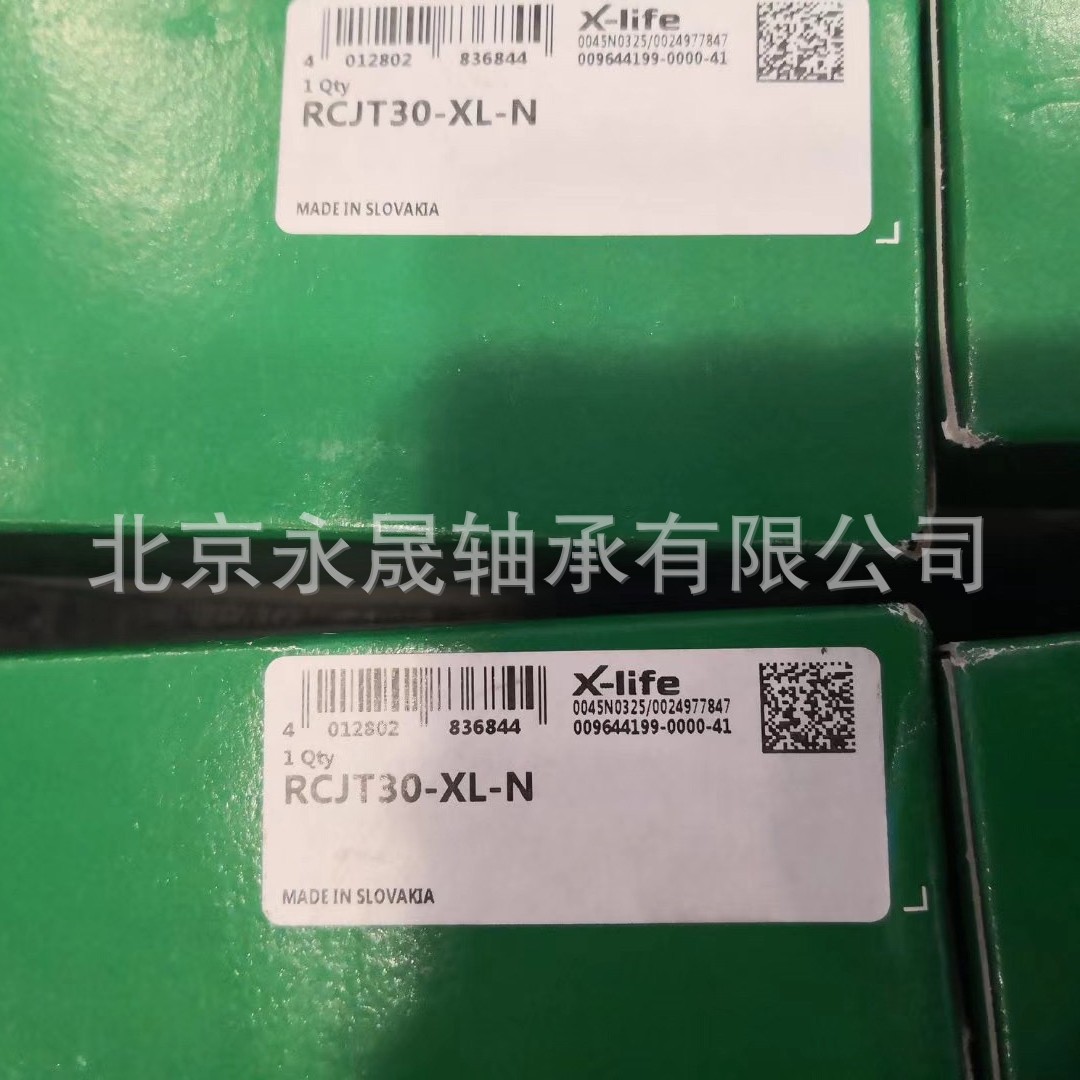 X-life
0045N0325/0024977847
4 012802 836844
009644199-0000-41
1 Qty
RCJT30-XL-N
MADE IN SLOVAKIA
北京永晟轴承有限公司
X-life
0045N0325/0024977847
4 012802 836844
009644199-0000-41
1 Qty
RCJT30-XL-N
MADE IN SLOVAKIA